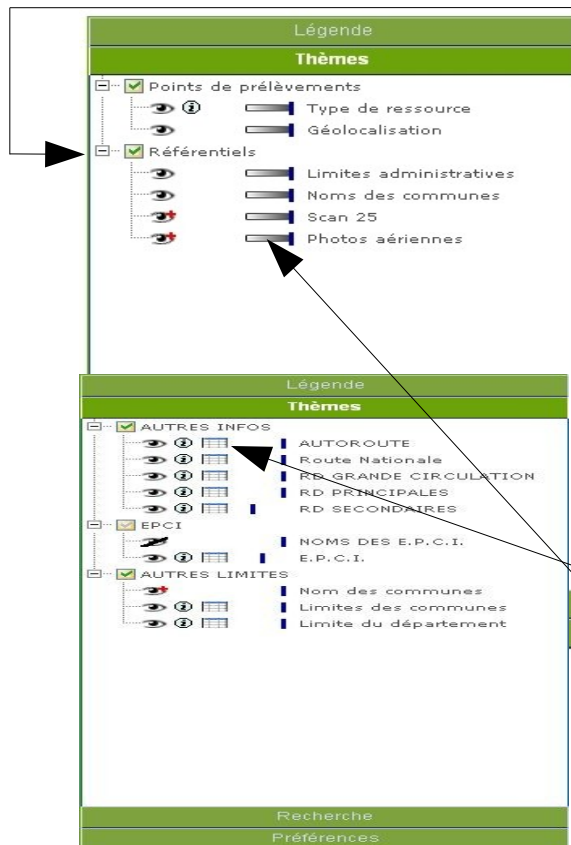 Légende
Thèmes
Points de prélèvements
Type de ressource
Géolocalisation
Référentiels
Limites administratives
Noms des communes
Scan 25
Photos aériennes
Légende
Thèmes
AUTRES INFOS
AUTOROUTE
Route Nationale
RD GRANDE CIRCULATION
RD PRINCIPALES
RD SECONDAIRES
EPCI
NOMS DES E.P.C.I.
E.P.C.I.
AUTRES LIMITES
Nom des communes
Limites des communes
Limite du département
Recherche
Préférences